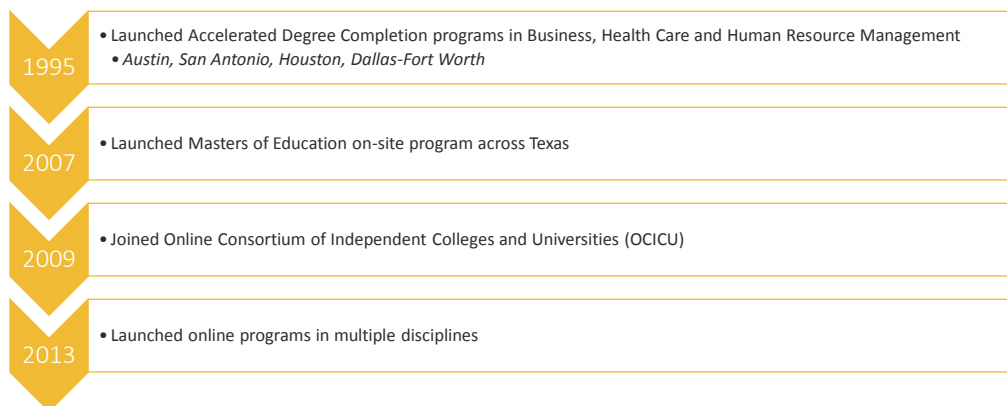 1995
• Launched Accelerated Degree Completion programs in Business, Health Care and Human Resource Management
• Austin, San Antonio, Houston, Dallas-Fort Worth
2007
• Launched Masters of Education on-site program across Texas
2009
• Joined Online Consortium of Independent Colleges and Universities (OCICU)
2013
• Launched online programs in multiple disciplines